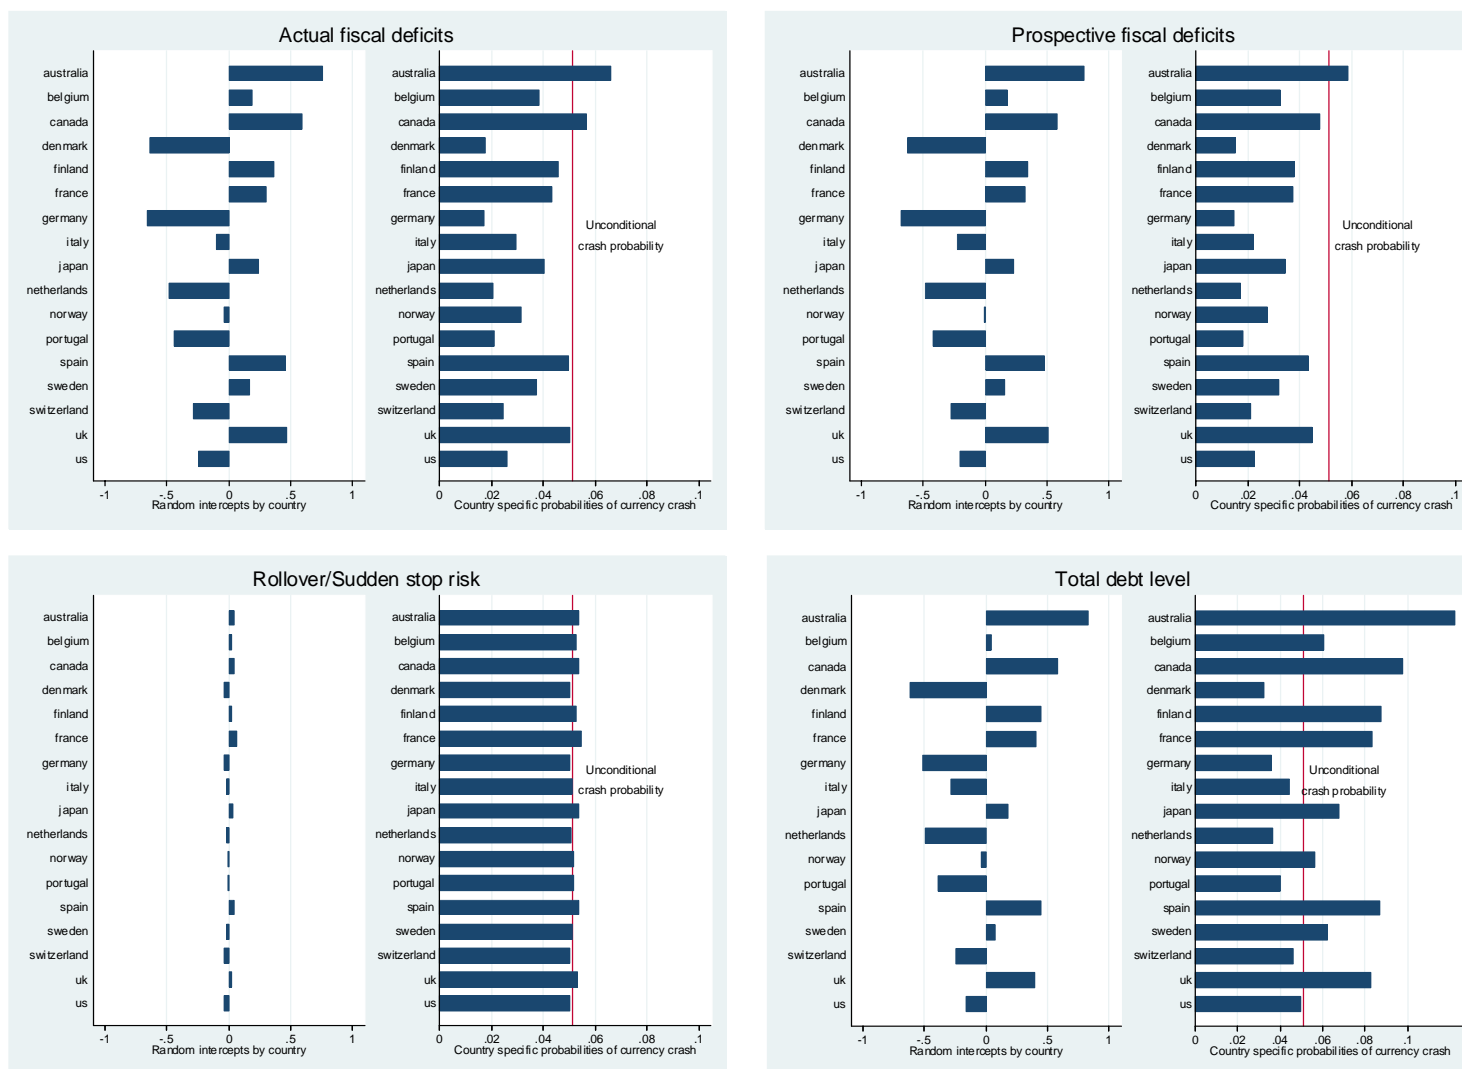 Actual fiscal deficits
australia
belgium
canada
denmark
finland
france
germany
italy
japan
netherlands
norway
portugal
spain
sweden
switzerland
uk
us
-1 -.5 0 .5 1
Random intercepts by country
australia
belgium
canada
denmark
finland
france
germany
italy
japan
netherlands
norway
portugal
spain
sweden
switzerland
uk
us
Unconditional
crash probability
0 .02 .04 .06 .08 .1
Country specific probabilities of currency crash
Prospective fiscal deficits
australia
belgium
canada
denmark
finland
france
germany
italy
japan
netherlands
norway
portugal
spain
sweden
switzerland
uk
us
-1 -.5 0 .5 1
Random intercepts by country
australia
belgium
canada
denmark
finland
france
germany
italy
japan
netherlands
norway
portugal
spain
sweden
switzerland
uk
us
Unconditional
crash probability
0 .02 .04 .06 .08 .1
Country specific probabilities of currency crash
Rollover/Sudden stop risk
australia
belgium
canada
denmark
finland
france
germany
italy
japan
netherlands
norway
portugal
spain
sweden
switzerland
uk
us
-1 -.5 0 .5 1
Random intercepts by country
australia
belgium
canada
denmark
finland
france
germany
italy
japan
netherlands
norway
portugal
spain
sweden
switzerland
uk
us
Unconditional
crash probability
0 .02 .04 .06 .08 .1
Country specific probabilities of currency crash
Total debt level
australia
belgium
canada
denmark
finland
france
germany
italy
japan
netherlands
norway
portugal
spain
sweden
switzerland
uk
us
-1 -.5 0 .5 1
Random intercepts by country
australia
belgium
canada
denmark
finland
france
germany
italy
japan
netherlands
norway
portugal
spain
sweden
switzerland
uk
us
Unconditional
crash probability
0 .02 .04 .06 .08 .1
Country specific probabilities of currency crash